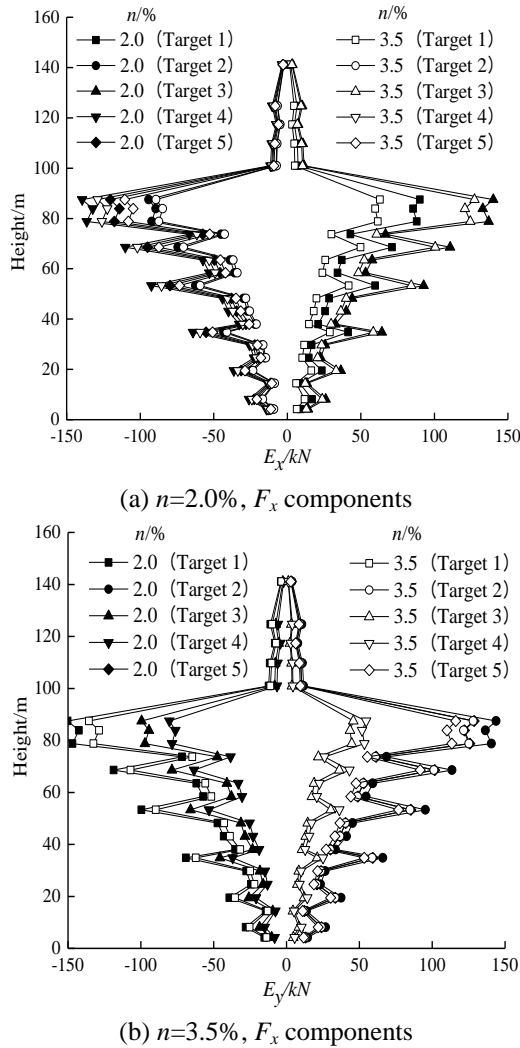 n/% n/%
2.0 (Target 1) 3.5 (Target 1)
2.0 (Target 2) 3.5 (Target 2)
2.0 (Target 3) 3.5 (Target 3)
2.0 (Target 4) 3.5 (Target 4)
2.0 (Target 5) 3.5 (Target 5)
Height/m
160
140
120
100
80
60
40
20
0
-150 -100 -50 0 50 100 150
Ex/kN
(a) n=2.0%, Fx components
n/% n/%
2.0 (Target 1) 3.5 (Target 1)
2.0 (Target 2) 3.5 (Target 2)
2.0 (Target 3) 3.5 (Target 3)
2.0 (Target 4) 3.5 (Target 4)
2.0 (Target 5) 3.5 (Target 5)
Height/m
160
140
120
100
80
60
40
20
0
-150 -100 -50 0 50 100 150
Ey/kN
(b) n=3.5%, Fx components